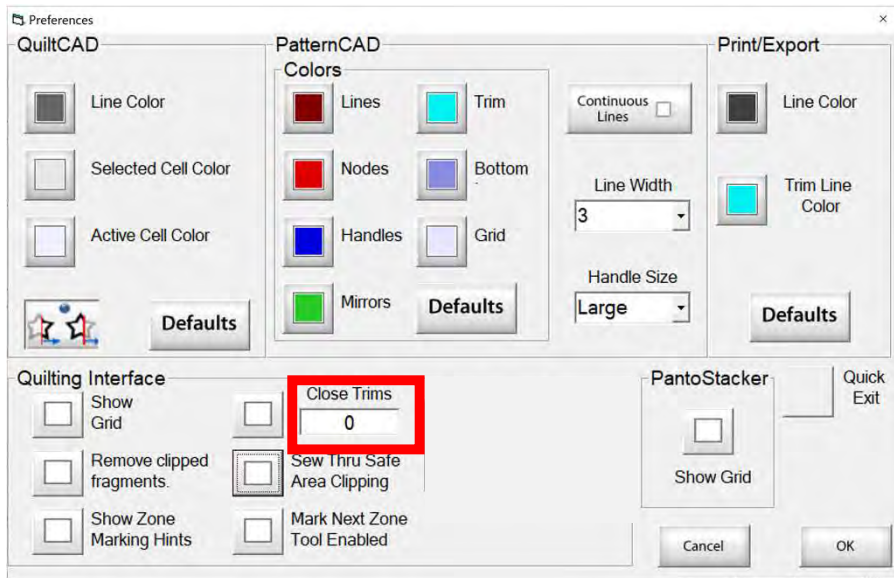 Preferences
QuiltCAD
Line Color
Selected Cell Color
Active Cell Color
Defaults
PatternCAD
Colors
Lines
Trim
Nodes
Bottom
Handles
Grid
Mirrors
Defaults
Continuous
Lines
Line Width
3
Handle Size
Large
Print/Export
Line Color
Trim Line
Color
Defaults
Quilting Interface
Show
Grid
Close Trims
0
Remove clipped
fragments.
Sew Thru Safe
Area Clipping
Show Zone
Marking Hints
Mark Next Zone
Tool Enabled
PantoStacker
Show Grid
Quick
Exit
Cancel
OK